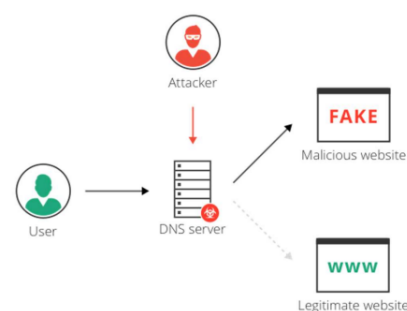 Attacker
FAKE
Malicious website
User
DNS server
www
Legitimate website